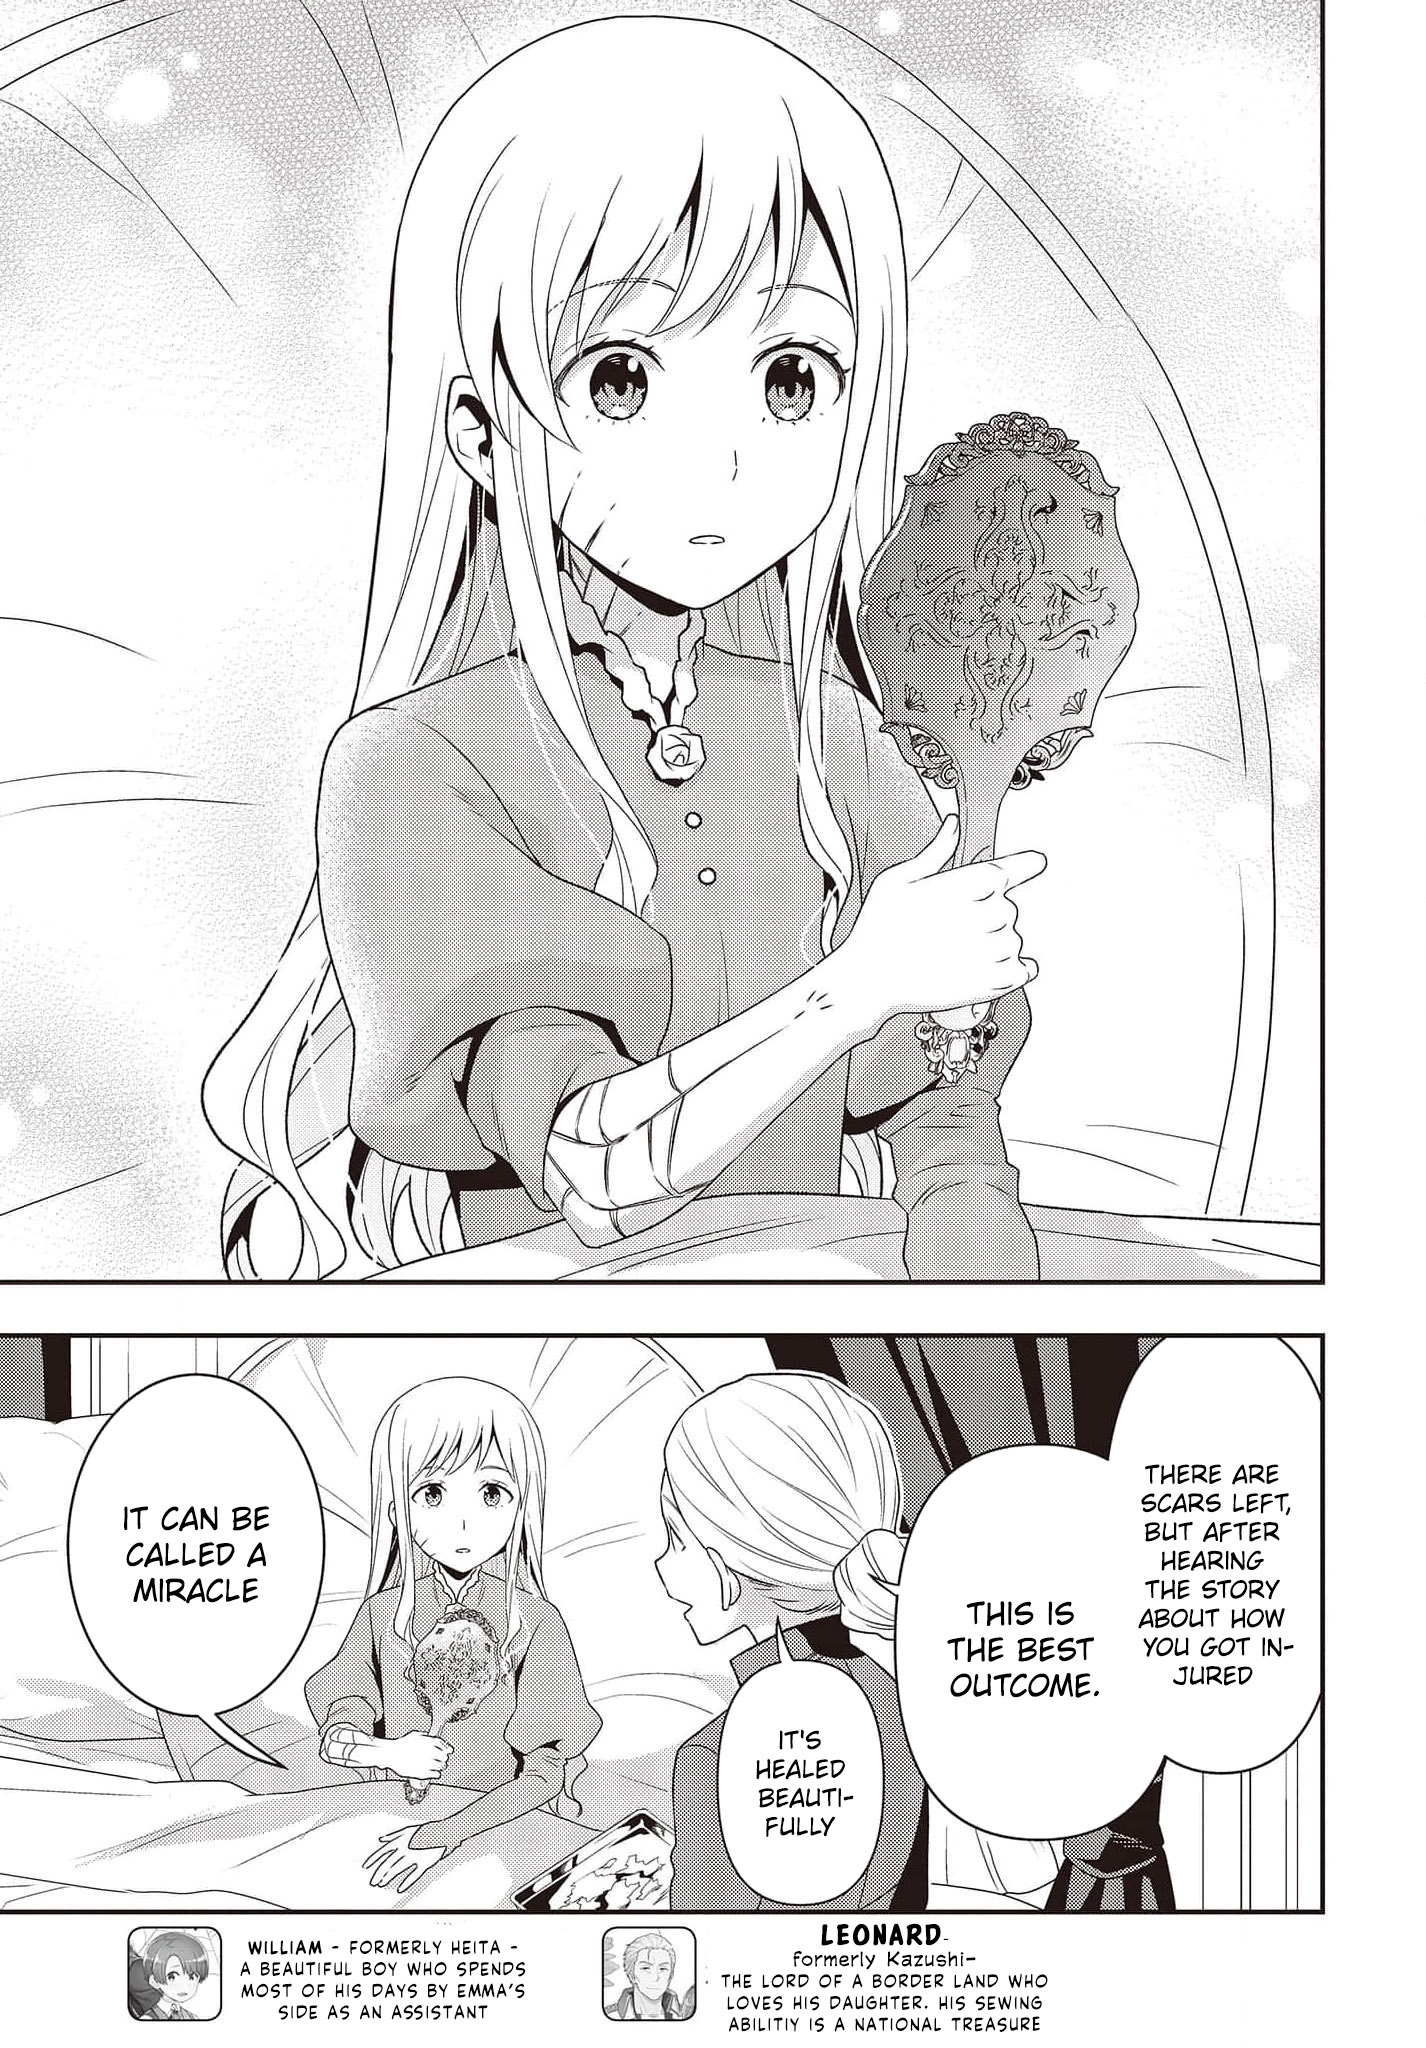 THERE ARE
SCARS LEFT,
BUT AFTER
HEARING
THE STORY
ABOUT HOW
YOU GOT IN-
JURED
THIS IS
THE BEST
OUTCOME.
IT'S
HEALED
BEAUTI-
FULLY
IT CAN BE
CALLED A
MIRACLE
WILLIAM - FORMERLY HEITA -
A BEAUTIFUL BOY WHO SPENDS
MOST OF HIS DAYS BY EMMA'S
SIDE AS AN ASSISTANT
LEONARD-
formerly Kazushi-
THE LORD OF A BORDER LAND WHO
LOVES HIS DAUGHTER. HIS SEWING
ABILITIY IS A NATIONAL TREASURE